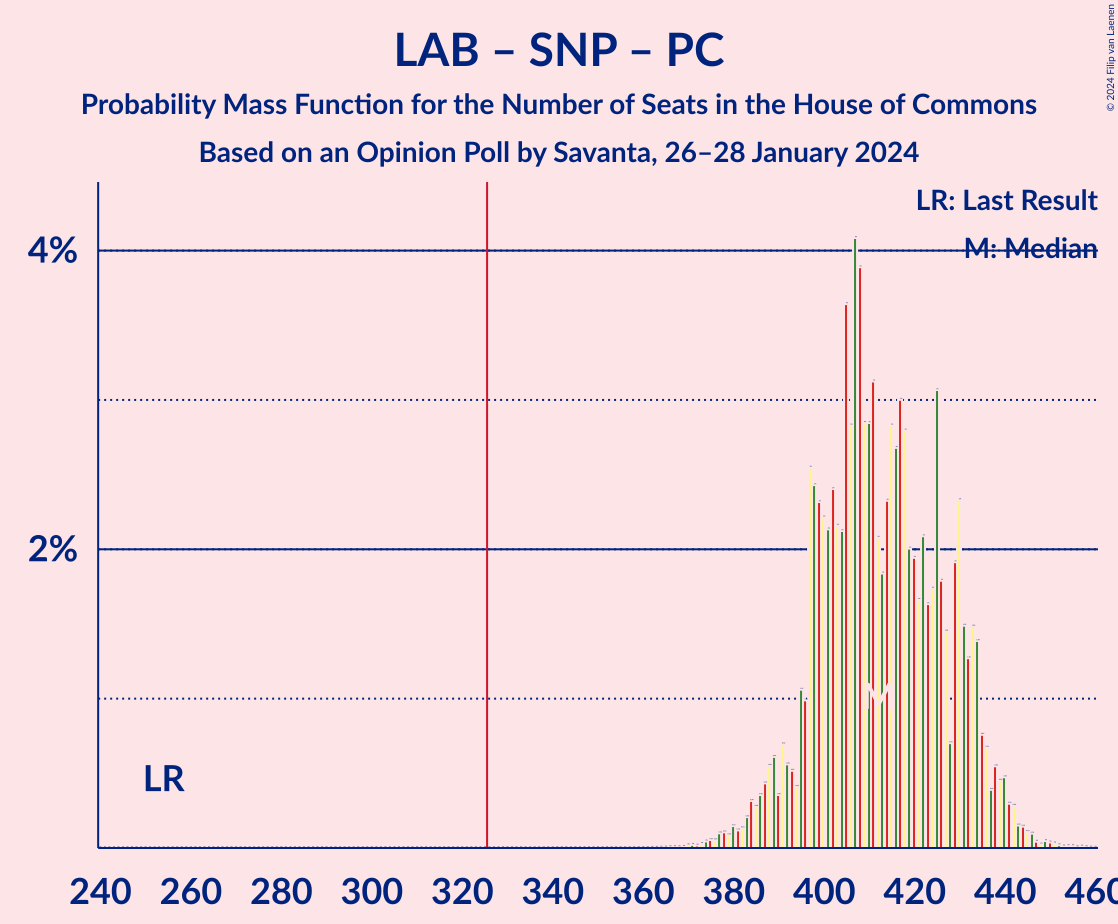 LAB – SNP – PC
Probability Mass Function for the Number of Seats in the House of Commons
Based on an Opinion Poll by Savanta, 26–28 January 2024
© 2024 Filip van Laenen
LR: Last Result
M: Median
4%
2%
LR
M
240 260 280 300 320 340 360 380 400 420 440 460